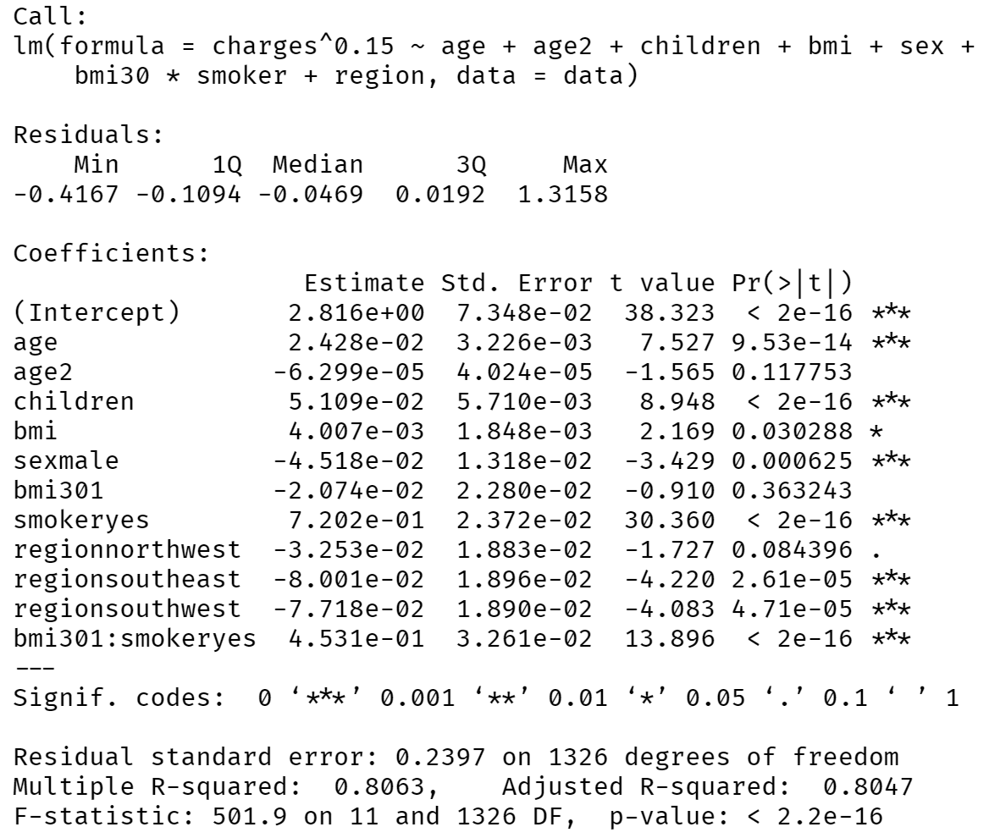 Call:
lm(formula = charges^0.15 ~ age + age2 + children + bmi + sex +
    bmi30 * smoker + region, data = data)

Residuals:
    Min      1Q  Median      3Q     Max
-0.4167 -0.1094 -0.0469  0.0192  1.3158

Coefficients:
                   Estimate Std. Error t value Pr(>|t|)
(Intercept)       2.816e+00  7.348e-02  38.323  < 2e-16 ***
age               2.428e-02  3.226e-03   7.527 9.53e-14 ***
age2             -6.299e-05  4.024e-05  -1.565 0.117753
children          5.109e-02  5.710e-03   8.948  < 2e-16 ***
bmi               4.007e-03  1.848e-03   2.169 0.030288 *
sexmale          -4.518e-02  1.318e-02  -3.429 0.000625 ***
bmi301           -2.074e-02  2.280e-02  -0.910 0.363243
smokeryes         7.202e-01  2.372e-02  30.360  < 2e-16 ***
regionnorthwest  -3.253e-02  1.883e-02  -1.727 0.084396 .
regionsoutheast  -8.001e-02  1.896e-02  -4.220 2.61e-05 ***
regionsouthwest  -7.718e-02  1.890e-02  -4.083 4.71e-05 ***
bmi301:smokeryes  4.531e-01  3.261e-02  13.896  < 2e-16 ***
---
Signif. codes:  0 ‘***’ 0.001 ‘**’ 0.01 ‘*’ 0.05 ‘.’ 0.1 ‘ ’ 1

Residual standard error: 0.2397 on 1326 degrees of freedom
Multiple R-squared:  0.8063,    Adjusted R-squared:  0.8047
F-statistic: 501.9 on 11 and 1326 DF,  p-value: < 2.2e-16